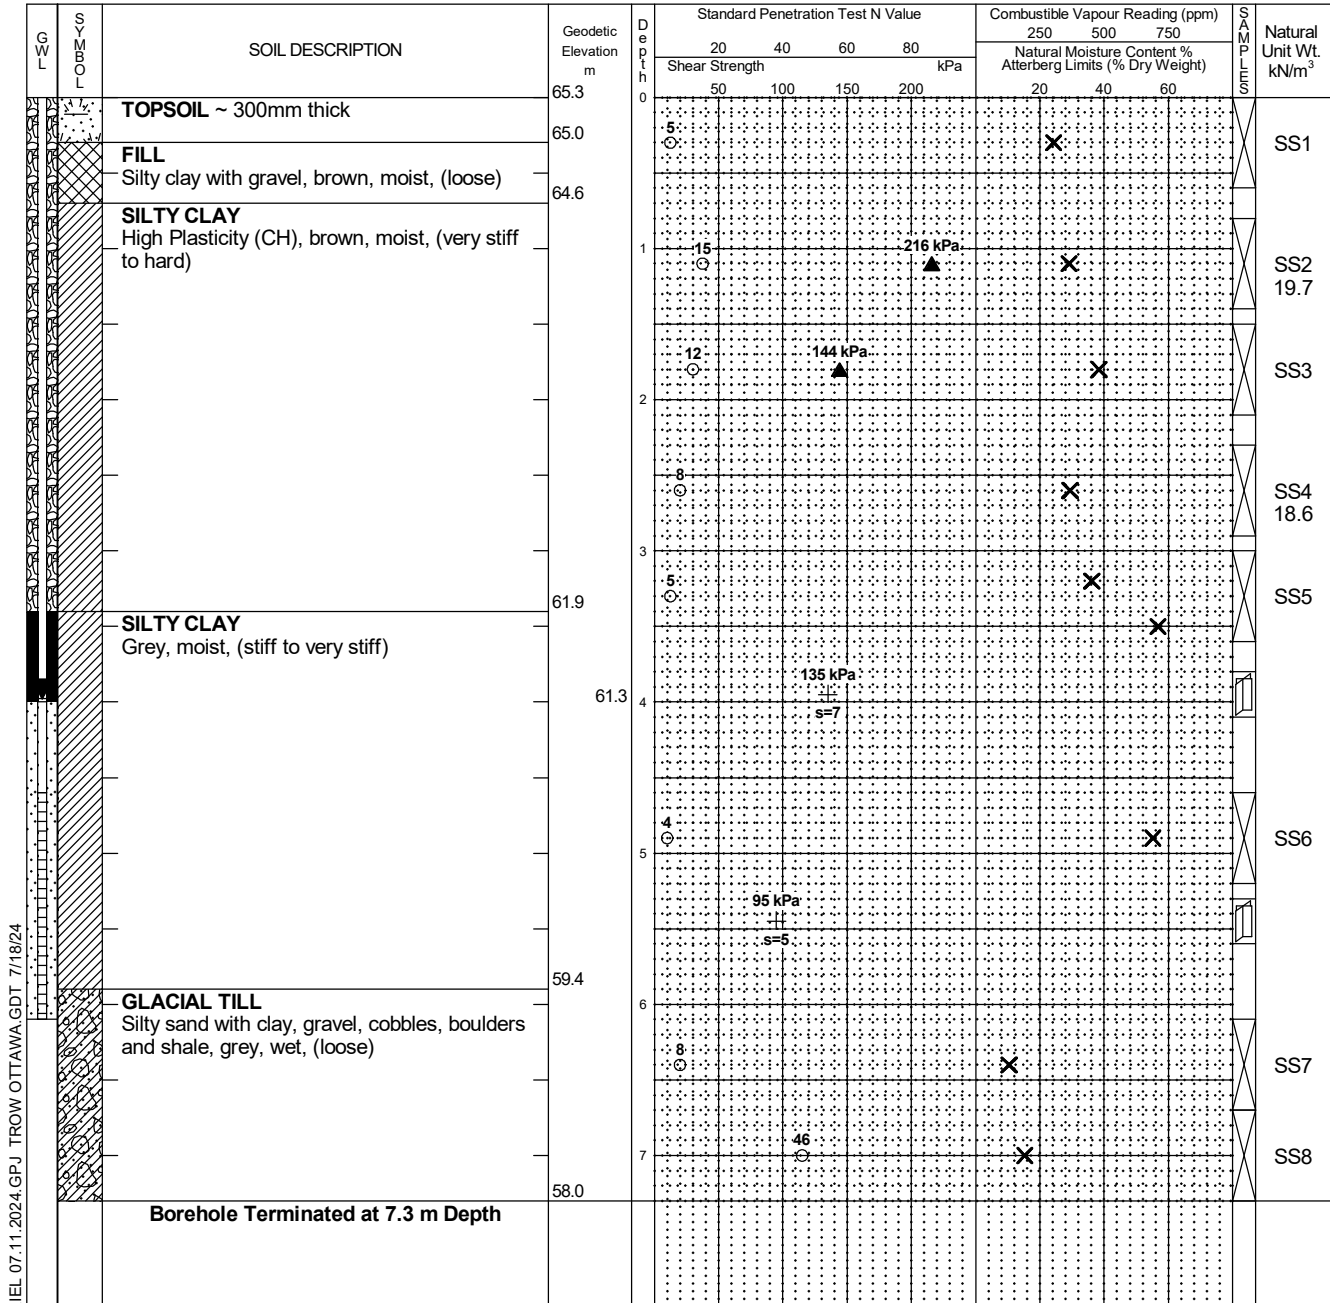 GWL
SYMBOL
SOIL DESCRIPTION
Geodetic
Elevation
m
Depth
Standard Penetration Test N Value
20 40 60 80
Shear Strength kPa
50 100 150 200
Combustible Vapour Reading (ppm)
250 500 750
Natural Moisture Content %
Atterberg Limits (% Dry Weight)
20 40 60
SAMPLES
Natural
Unit Wt.
kN/m³
65.3
0
TOPSOIL ~ 300mm thick
65.0
5
SS1
FILL
Silty clay with gravel, brown, moist, (loose)
64.6
SILTY CLAY
High Plasticity (CH), brown, moist, (very stiff
to hard)
1
15
216 kPa
SS2
19.7
12
144 kPa
SS3
2
8
SS4
18.6
3
5
SS5
61.9
SILTY CLAY
Grey, moist, (stiff to very stiff)
61.3
135 kPa
4
s=7
4
SS6
5
95 kPa
s=5
59.4
GLACIAL TILL
Silty sand with clay, gravel, cobbles, boulders
and shale, grey, wet, (loose)
6
8
SS7
46
7
SS8
58.0
Borehole Terminated at 7.3 m Depth
IEL 07.11.2024.GPJ TROW OTTAWA.GDT 7/18/24